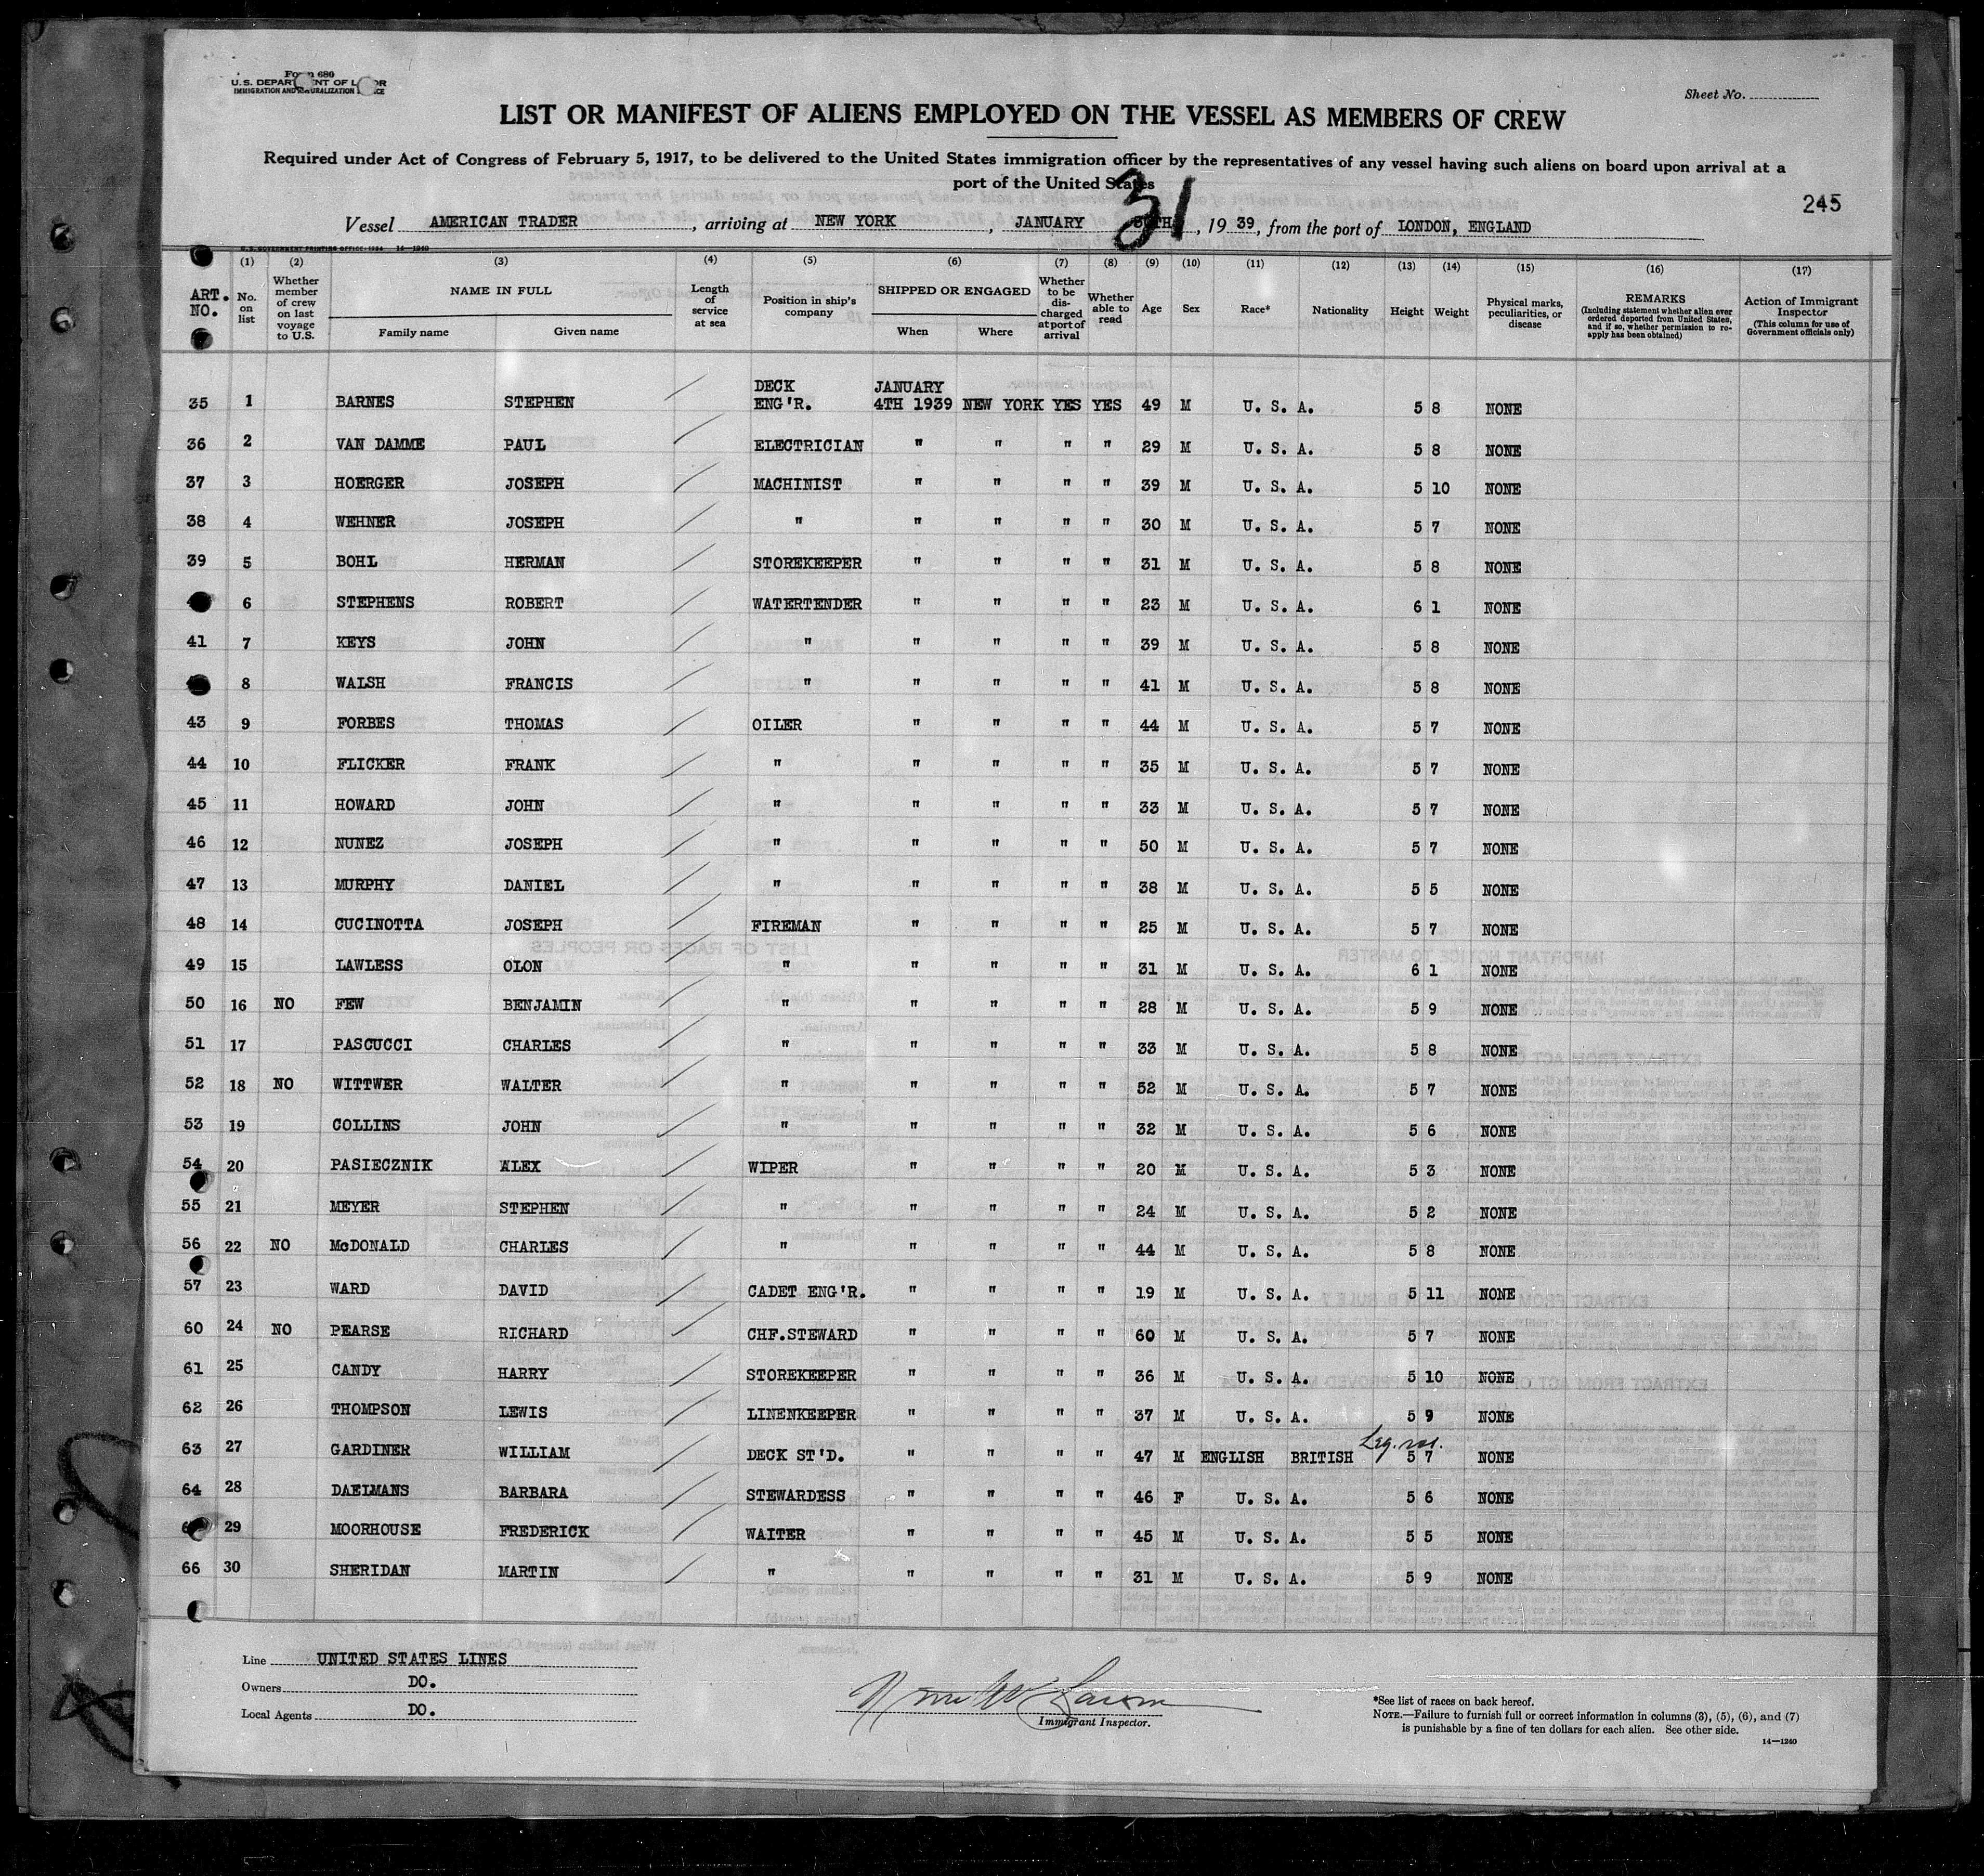 Form 680
U.S. DEPARTMENT OF LABOR
IMMIGRATION AND NATURALIZATION SERVICE
Sheet No.
LIST OR MANIFEST OF ALIENS EMPLOYED ON THE VESSEL AS MEMBERS OF CREW
Required under Act of Congress of February 5, 1917, to be delivered to the United States immigration officer by the representatives of any vessel having such aliens on board upon arrival at a
port of the United States
245
Vessel AMERICAN TRADER, arriving at NEW YORK, JANUARY 31, 1939, from the port of LONDON, ENGLAND
U. S. GOVERNMENT PRINTING OFFICE 14—1240
ART. NO. (1) No. on list (2) Whether member of crew on last voyage to U.S. (3) NAME IN FULL Family name Given name (4) Length of service at sea (5) Position in ship's company (6) SHIPPED OR ENGAGED When Where (7) Whether to be discharged at port of arrival (8) Whether able to read (9) Age (10) Sex (11) Race* (12) Nationality (13) Height (14) Weight (15) Physical marks, peculiarities, or disease (16) REMARKS (Including statement whether alien ever ordered deported from United States, and if so, whether permission to reapply has been obtained) (17) Action of Immigrant Inspector (This column for use of Government officials only)
35 1 BARNES STEPHEN DECK ENG'R. JANUARY 4TH 1939 NEW YORK YES YES 49 M U. S. A. 5 8 NONE
36 2 VAN DAMME PAUL ELECTRICIAN " " " " 29 M U. S. A. 5 8 NONE
37 3 HOERGER JOSEPH MACHINIST " " " " 39 M U. S. A. 5 10 NONE
38 4 WEHNER JOSEPH " " " " " 30 M U. S. A. 5 7 NONE
39 5 BOHL HERMAN STOREKEEPER " " " " 31 M U. S. A. 5 8 NONE
6 STEPHENS ROBERT WATERTENDER " " " " 23 M U. S. A. 6 1 NONE
41 7 KEYS JOHN " " " " " 39 M U. S. A. 5 8 NONE
8 WALSH FRANCIS " " " " " 41 M U. S. A. 5 8 NONE
43 9 FORBES THOMAS OILER " " " " 44 M U. S. A. 5 7 NONE
44 10 FLICKER FRANK " " " " " 35 M U. S. A. 5 7 NONE
45 11 HOWARD JOHN " " " " " 33 M U. S. A. 5 7 NONE
46 12 NUNEZ JOSEPH " " " " " 50 M U. S. A. 5 7 NONE
47 13 MURPHY DANIEL " " " " " 38 M U. S. A. 5 5 NONE
48 14 CUCINOTTA JOSEPH FIREMAN " " " " 25 M U. S. A. 5 7 NONE
49 15 LAWLESS OLON " " " " " 31 M U. S. A. 6 1 NONE
50 16 NO FEW BENJAMIN " " " " " 28 M U. S. A. 5 9 NONE
51 17 PASCUCCI CHARLES " " " " " 33 M U. S. A. 5 8 NONE
52 18 NO WITTWER WALTER " " " " " 52 M U. S. A. 5 7 NONE
53 19 COLLINS JOHN " " " " " 32 M U. S. A. 5 6 NONE
54 20 PASIECZNIK ALEX WIPER " " " " 20 M U. S. A. 5 3 NONE
55 21 MEYER STEPHEN " " " " " 24 M U. S. A. 5 2 NONE
56 22 NO McDONALD CHARLES " " " " " 44 M U. S. A. 5 8 NONE
57 23 WARD DAVID CADET ENG'R. " " " " 19 M U. S. A. 5 11 NONE
60 24 NO PEARSE RICHARD CHF.STEWARD " " " " 60 M U. S. A. 5 7 NONE
61 25 CANDY HARRY STOREKEEPER " " " " 36 M U. S. A. 5 10 NONE
62 26 THOMPSON LEWIS LINENKEEPER " " " " 37 M U. S. A. 5 9 NONE
63 27 GARDINER WILLIAM DECK ST'D. " " " " 47 M ENGLISH BRITISH Leg. res. 5 7 NONE
64 28 DAELMANS BARBARA STEWARDESS " " " " 46 F U. S. A. 5 6 NONE
29 MOORHOUSE FREDERICK WAITER " " " " 45 M U. S. A. 5 5 NONE
66 30 SHERIDAN MARTIN " " " " " 31 M U. S. A. 5 9 NONE
Line UNITED STATES LINES
Owners DO.
Local Agents DO.
Immigrant Inspector.
*See list of races on back hereof.
NOTE.—Failure to furnish full or correct information in columns (3), (5), (6), and (7)
is punishable by a fine of ten dollars for each alien. See other side.
14—1240